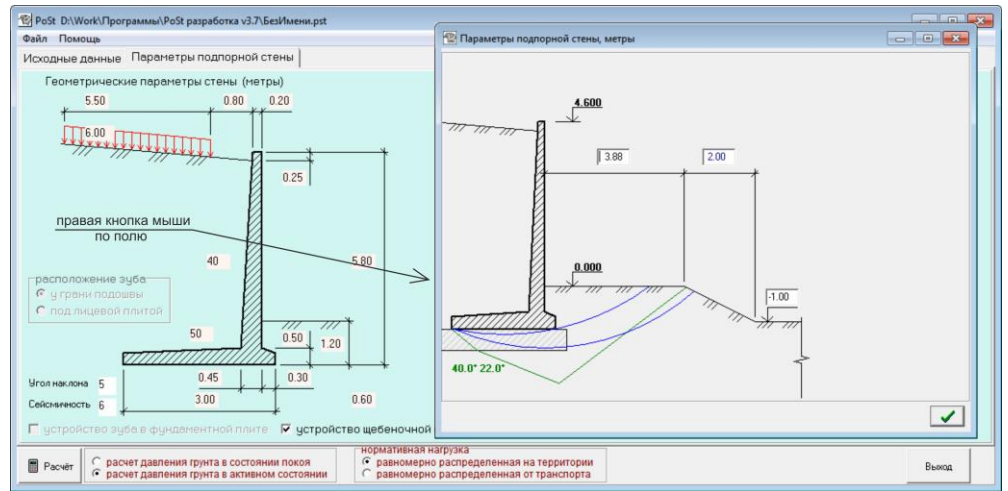 PoSt D:\Work\Программы\PoSt разработка v3.7\БезИмени.pst
Файл Помощь
Исходные данные Параметры подпорной стены
Геометрические параметры стены (метры)
5.50 0.80 0.20
6.00
0.25
правая кнопка мыши
по полю
40 5.80
расположение зуба
у грани подошвы
под лицевой плитой
50 0.50 1.20
0.45 0.30
Угол наклона 5
3.00 0.60
Сейсмичность 6
устройство зуба в фундаментной плите устройство щебеночной
Расчёт
расчет давления грунта в состоянии покоя
расчет давления грунта в активном состоянии
нормативная нагрузка
равномерно распределенная на территории
равномерно распределенная от транспорта
Выход
Параметры подпорной стены, метры
4.600
3.88 2.00
0.000
-1.00
40.0° 22.0°